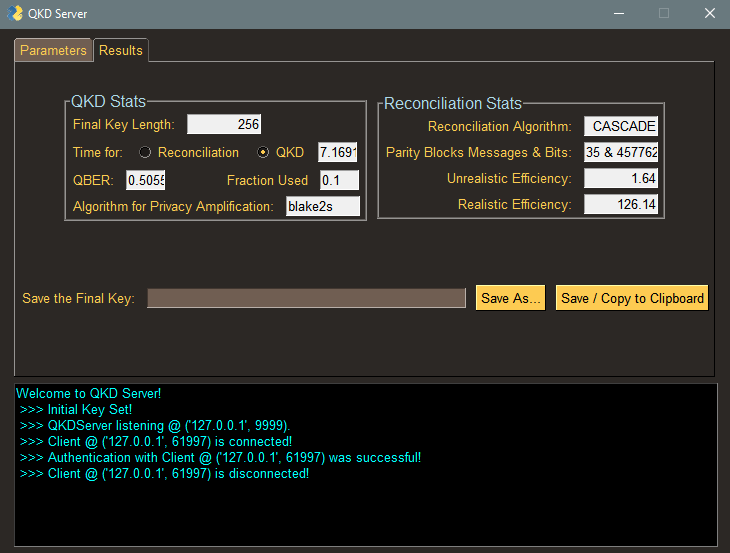 QKD Server
Parameters Results
QKD Stats
Final Key Length: 256
Time for: Reconciliation QKD 7.1691
QBER: 0.5055 Fraction Used 0.1
Algorithm for Privacy Amplification: blake2s
Reconciliation Stats
Reconciliation Algorithm: CASCADE
Parity Blocks Messages & Bits: 35 & 457762
Unrealistic Efficiency: 1.64
Realistic Efficiency: 126.14
Save the Final Key: Save As... Save / Copy to Clipboard
Welcome to QKD Server!
>>> Initial Key Set!
>>> QKDServer listening @ ('127.0.0.1', 9999).
>>> Client @ ('127.0.0.1', 61997) is connected!
>>> Authentication with Client @ ('127.0.0.1', 61997) was successful!
>>> Client @ ('127.0.0.1', 61997) is disconnected!